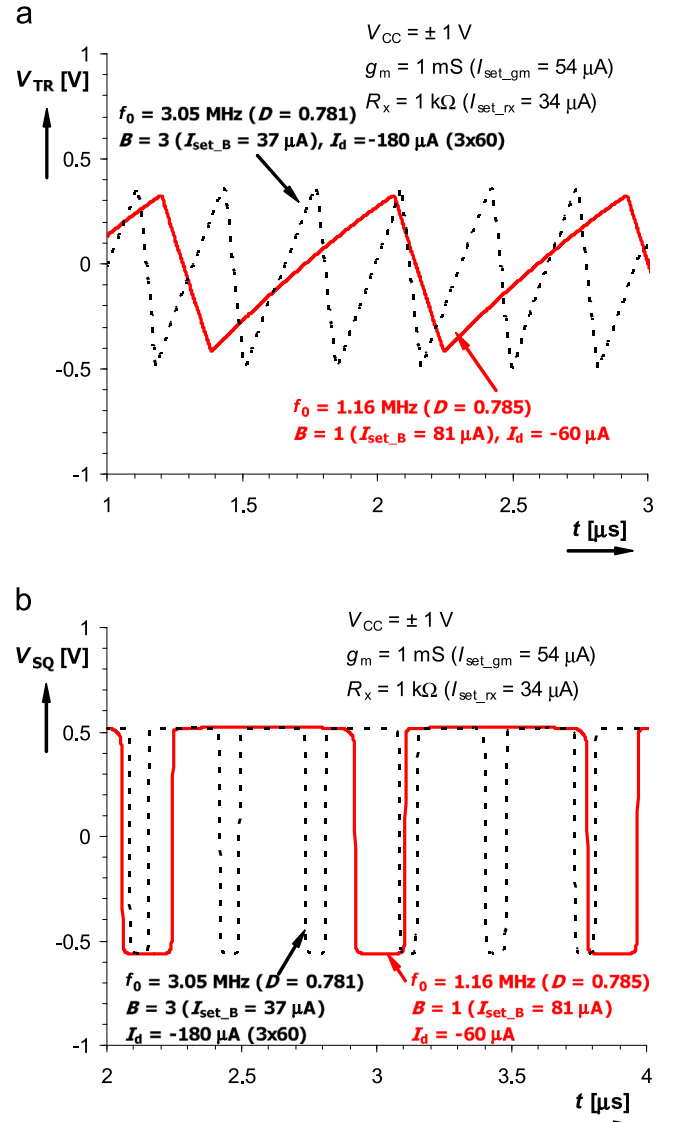 a
V_CC = ± 1 V
g_m = 1 mS (I_set_gm = 54 μA)
R_x = 1 kΩ (I_set_rx = 34 μA)
V_TR [V]
f_0 = 3.05 MHz (D = 0.781)
B = 3 (I_set_B = 37 μA), I_d = -180 μA (3x60)
1
0.5
0
-0.5
-1
f_0 = 1.16 MHz (D = 0.785)
B = 1 (I_set_B = 81 μA), I_d = -60 μA
1 1.5 2 2.5 3
t [μs]
b
V_CC = ± 1 V
g_m = 1 mS (I_set_gm = 54 μA)
R_x = 1 kΩ (I_set_rx = 34 μA)
V_SQ [V]
1
0.5
0
-0.5
-1
f_0 = 3.05 MHz (D = 0.781)
B = 3 (I_set_B = 37 μA)
I_d = -180 μA (3x60)
f_0 = 1.16 MHz (D = 0.785)
B = 1 (I_set_B = 81 μA)
I_d = -60 μA
2 2.5 3 3.5 4
t [μs]